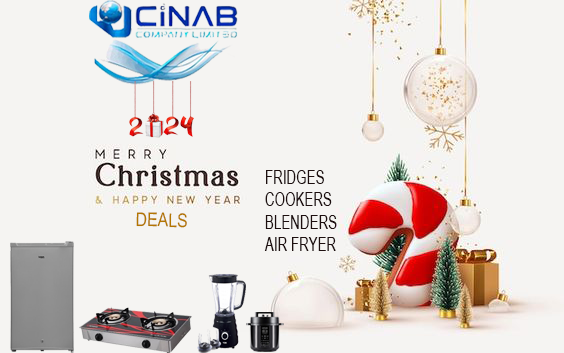 CiNAB
COMPANY LIMITED
2024
MERRY
Christmas
& HAPPY NEW YEAR
DEALS
FRIDGES
COOKERS
BLENDERS
AIR FRYER